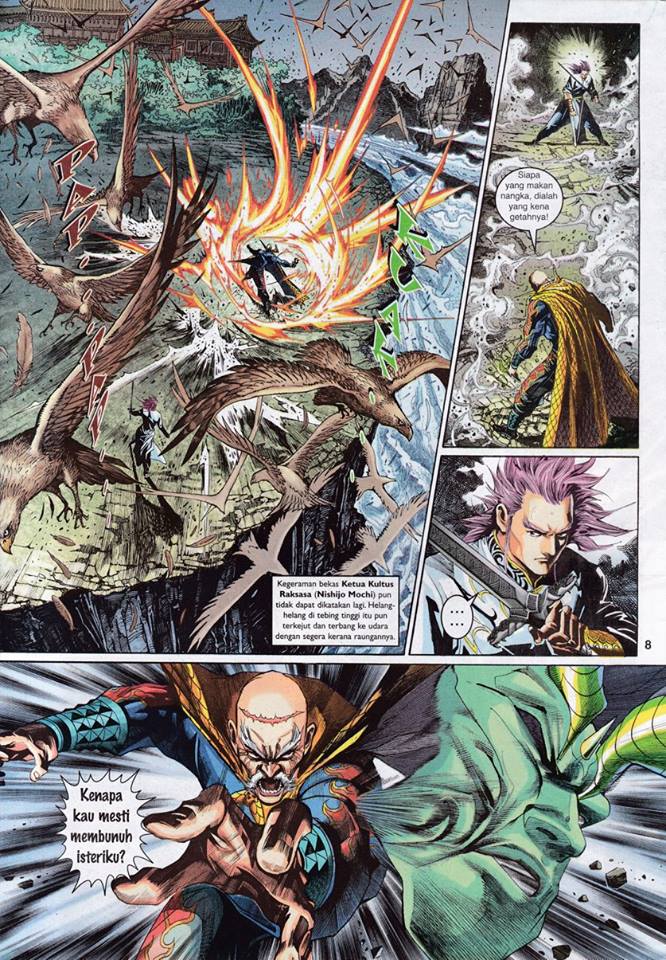 PAP!
PAP!
Siapa
yang makan
nangka, dialah
yang kena
getahnya!
Kegeraman bekas Ketua Kultus
Raksasa (Nishijo Mochi) pun
tidak dapat dikatakan lagi. Helang-
helang di tebing tinggi itu pun
terkejut dan terbang ke udara
dengan segera kerana raungannya.
...
...
8
Kenapa
kau mesti
membunuh
isteriku?